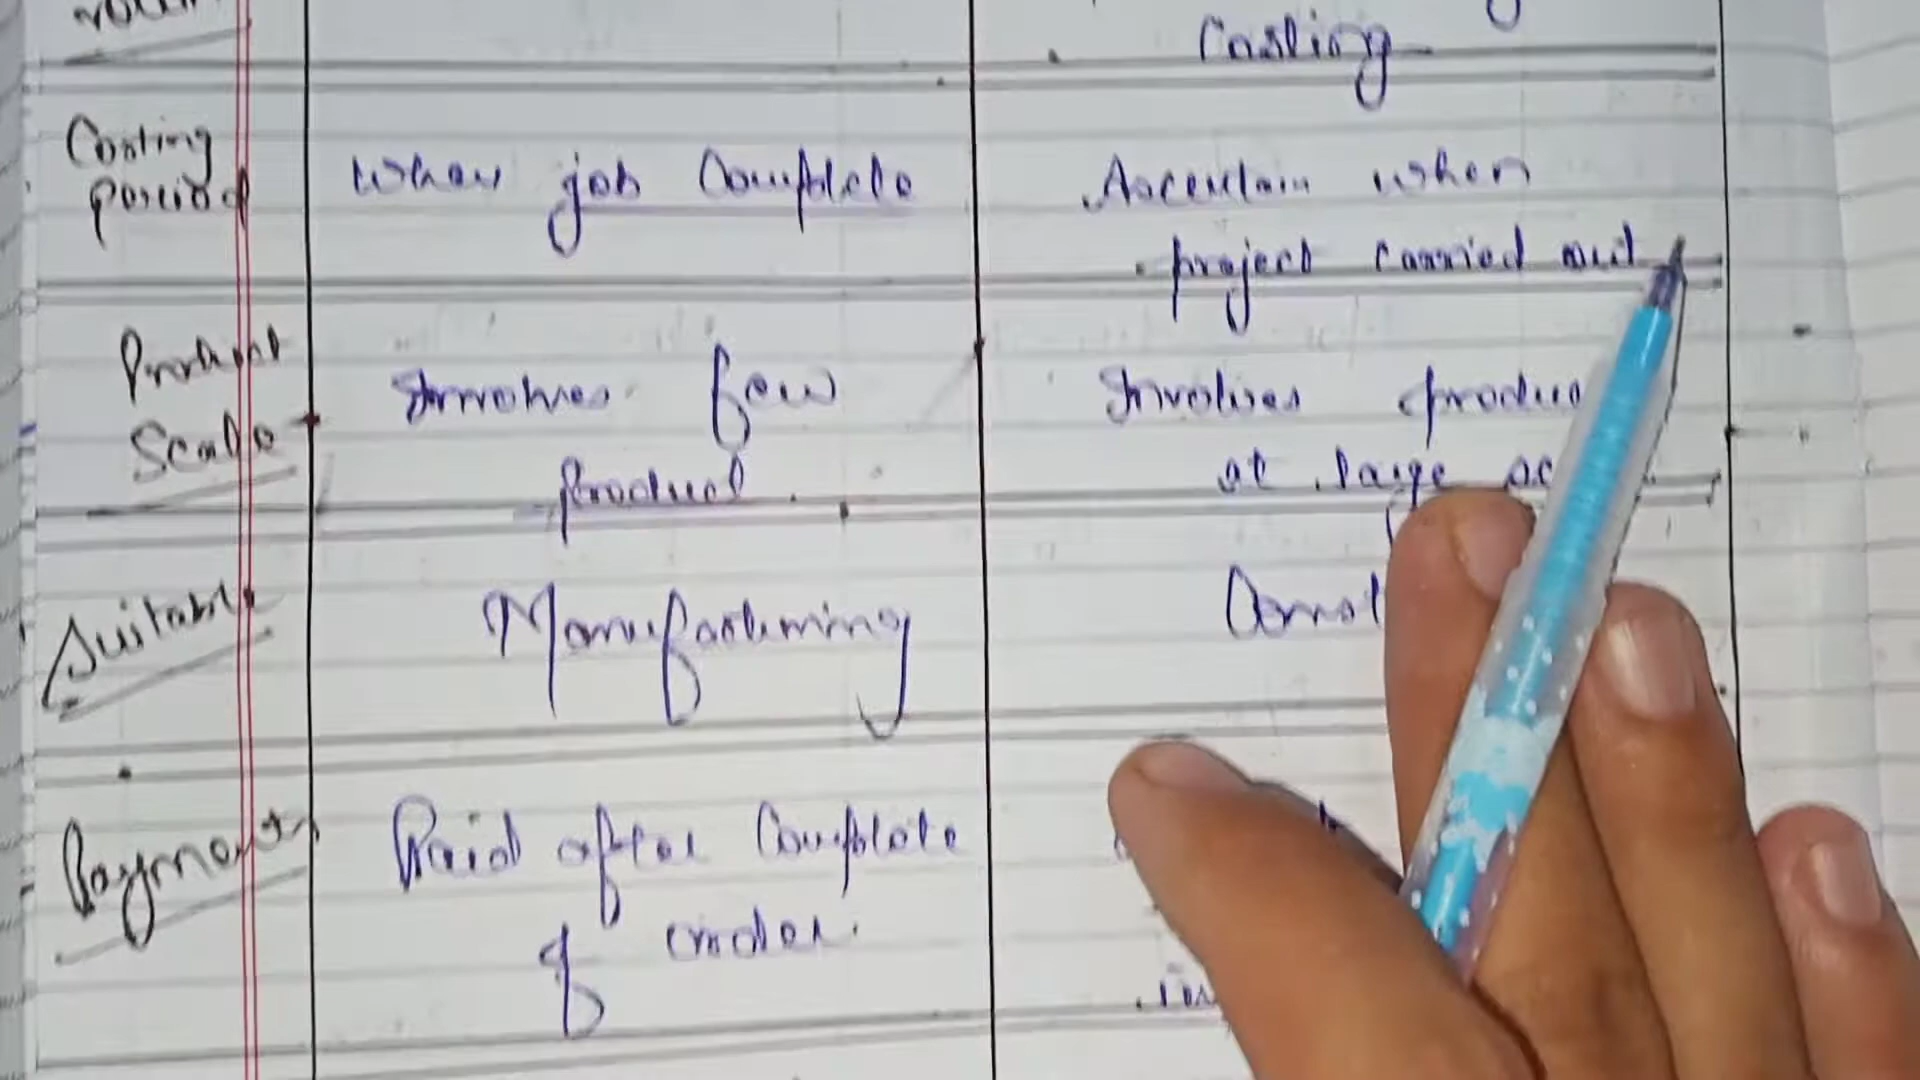 Costing
Costing
period
When job Complete
Ascertain when
project carried out
Product
Scale
Involves few
product.
Involves
at large
Suitable
Manufacturing
Payment
Paid after Complete
of order.